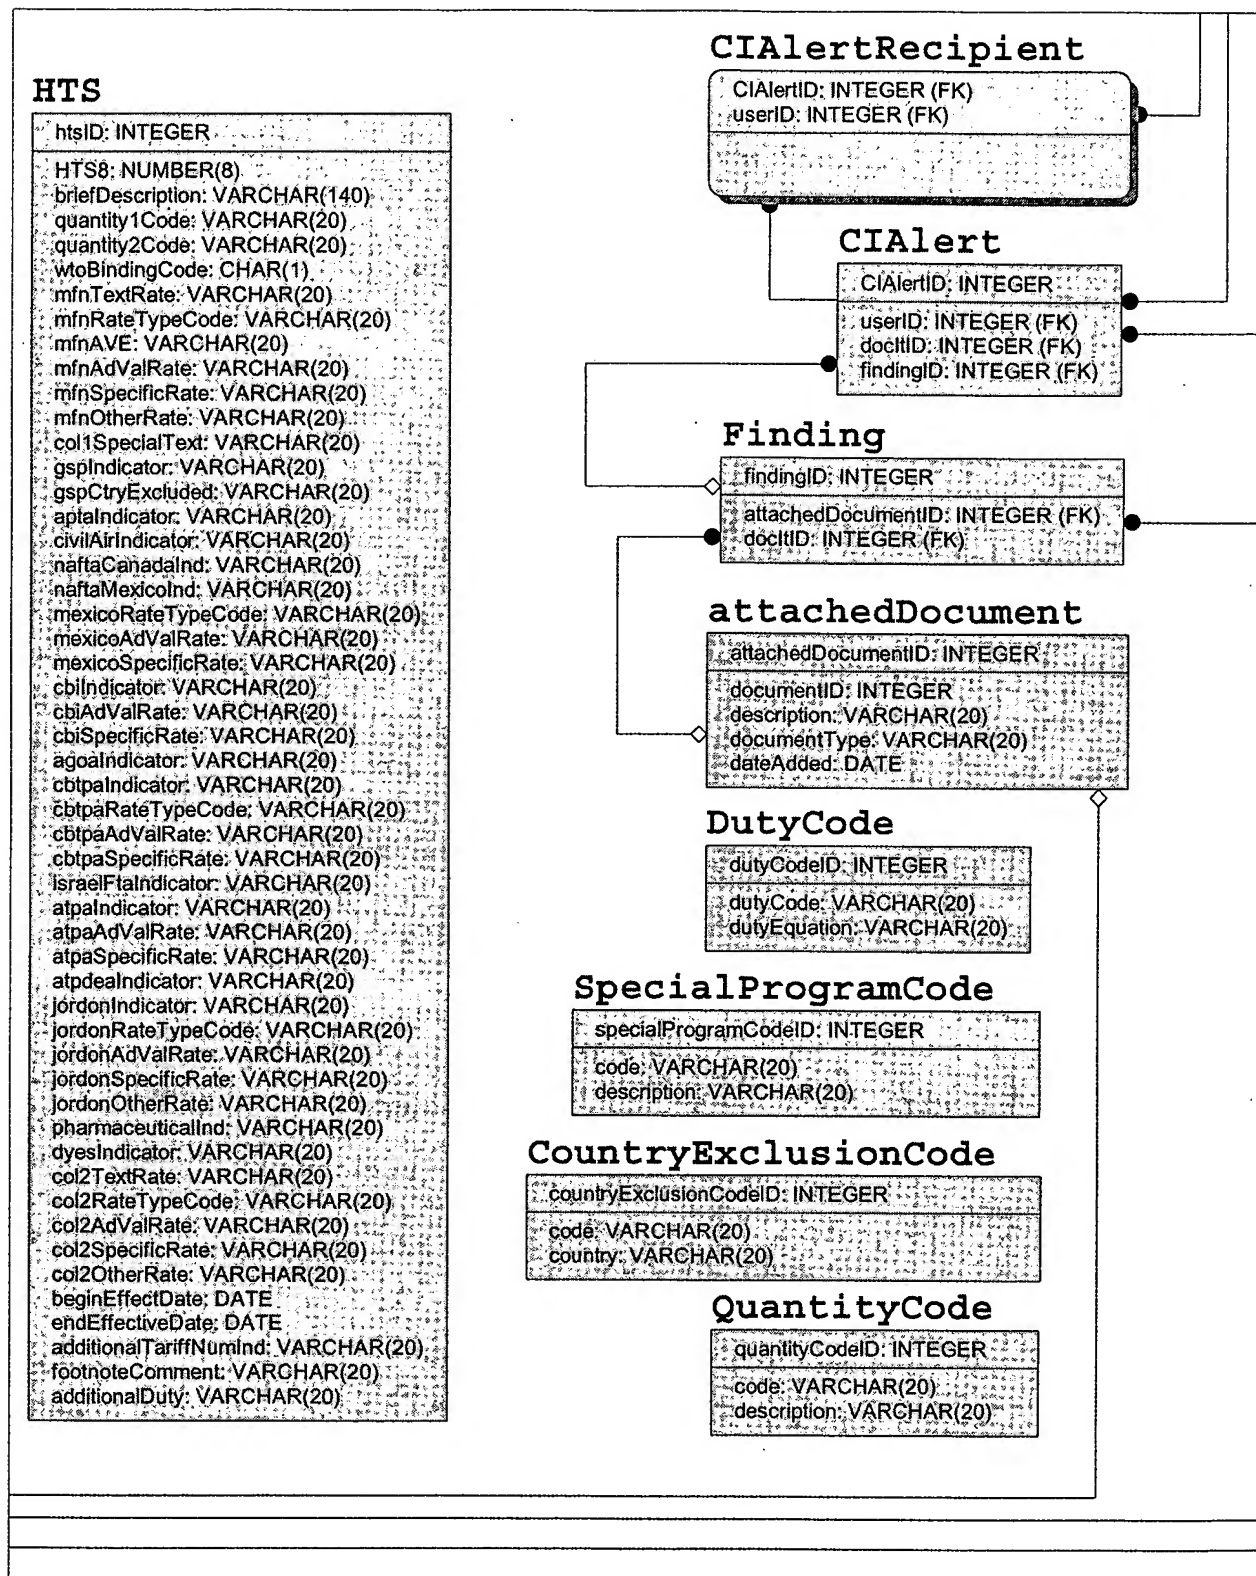 HTS
htsID: INTEGER
HTS8: NUMBER(8)
briefDescription: VARCHAR(140)
quantity1Code: VARCHAR(20)
quantity2Code: VARCHAR(20)
wtoBindingCode: CHAR(1)
mfnTextRate: VARCHAR(20)
mfnRateTypeCode: VARCHAR(20)
mfnAVE: VARCHAR(20)
mfnAdValRate: VARCHAR(20)
mfnSpecificRate: VARCHAR(20)
mfnOtherRate: VARCHAR(20)
col1SpecialText: VARCHAR(20)
gspIndicator: VARCHAR(20)
gspCtryExcluded: VARCHAR(20)
aptaIndicator: VARCHAR(20)
civilAirIndicator: VARCHAR(20)
naftaCanadaInd: VARCHAR(20)
naftaMexicoInd: VARCHAR(20)
mexicoRateTypeCode: VARCHAR(20)
mexicoAdValRate: VARCHAR(20)
mexicoSpecificRate: VARCHAR(20)
cbiIndicator: VARCHAR(20)
cbiAdValRate: VARCHAR(20)
cbiSpecificRate: VARCHAR(20)
agoaIndicator: VARCHAR(20)
cbtpaIndicator: VARCHAR(20)
cbtpaRateTypeCode: VARCHAR(20)
cbtpaAdValRate: VARCHAR(20)
cbtpaSpecificRate: VARCHAR(20)
israelFtaIndicator: VARCHAR(20)
atpaIndicator: VARCHAR(20)
atpaAdValRate: VARCHAR(20)
atpaSpecificRate: VARCHAR(20)
atpdeaIndicator: VARCHAR(20)
jordonIndicator: VARCHAR(20)
jordonRateTypeCode: VARCHAR(20)
jordonAdValRate: VARCHAR(20)
jordonSpecificRate: VARCHAR(20)
jordonOtherRate: VARCHAR(20)
pharmaceuticalInd: VARCHAR(20)
dyesIndicator: VARCHAR(20)
col2TextRate: VARCHAR(20)
col2RateTypeCode: VARCHAR(20)
col2AdValRate: VARCHAR(20)
col2SpecificRate: VARCHAR(20)
col2OtherRate: VARCHAR(20)
beginEffectDate: DATE
endEffectiveDate: DATE
additionalTariffNumInd: VARCHAR(20)
footnoteComment: VARCHAR(20)
additionalDuty: VARCHAR(20)
CIAlertRecipient
CIAlertID: INTEGER (FK)
userID: INTEGER (FK)
CIAlert
CIAlertID: INTEGER
userID: INTEGER (FK)
docItID: INTEGER (FK)
findingID: INTEGER (FK)
Finding
findingID: INTEGER
attachedDocumentID: INTEGER (FK)
docItID: INTEGER (FK)
attachedDocument
attachedDocumentID: INTEGER
documentID: INTEGER
description: VARCHAR(20)
documentType: VARCHAR(20)
dateAdded: DATE
DutyCode
dutyCodeID: INTEGER
dutyCode: VARCHAR(20)
dutyEquation: VARCHAR(20)
SpecialProgramCode
specialProgramCodeID: INTEGER
code: VARCHAR(20)
description: VARCHAR(20)
CountryExclusionCode
countryExclusionCodeID: INTEGER
code: VARCHAR(20)
country: VARCHAR(20)
QuantityCode
quantityCodeID: INTEGER
code: VARCHAR(20)
description: VARCHAR(20)